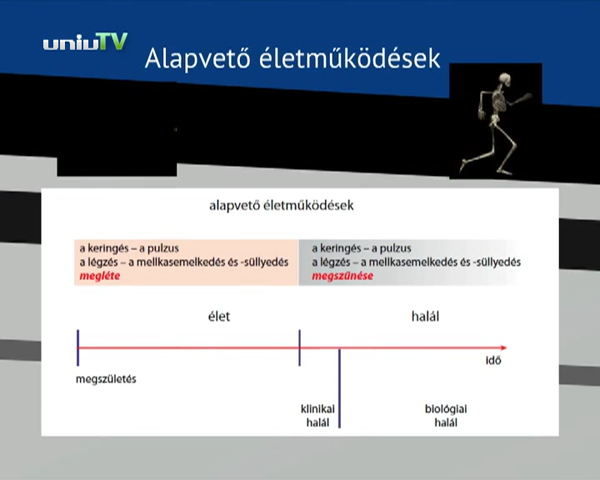 uniuTV
Alapvető életműködések
alapvető életműködések
a keringés – a pulzus
a légzés – a mellkasemelkedés és -süllyedés
megléte
a keringés – a pulzus
a légzés – a mellkasemelkedés és -süllyedés
megszűnése
élet
halál
idő
megszületés
klinikai
halál
biológiai
halál